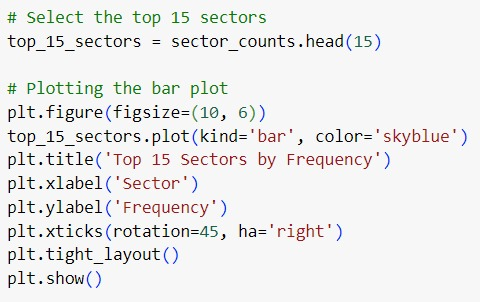 # Select the top 15 sectors
top_15_sectors = sector_counts.head(15)
# Plotting the bar plot
plt.figure(figsize=(10, 6))
top_15_sectors.plot(kind='bar', color='skyblue')
plt.title('Top 15 Sectors by Frequency')
plt.xlabel('Sector')
plt.ylabel('Frequency')
plt.xticks(rotation=45, ha='right')
plt.tight_layout()
plt.show()